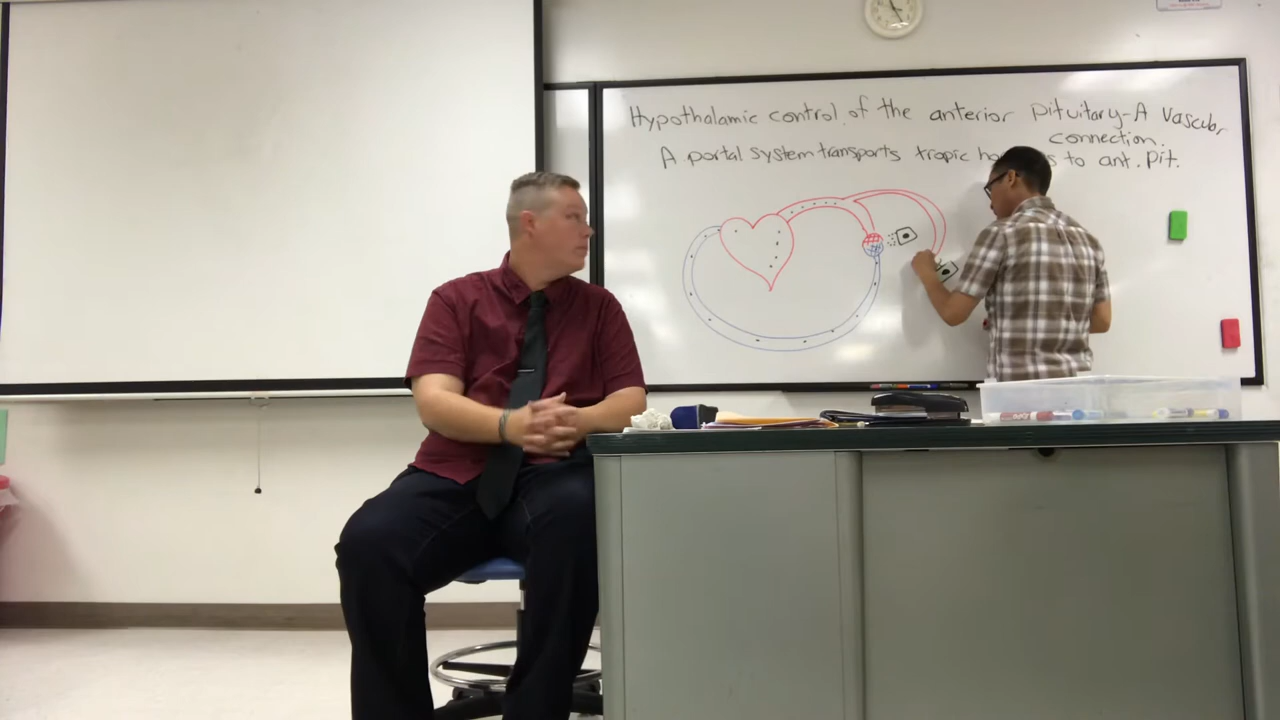 Hypothalamic control of the anterior pituitary-A vascular
connection.
A portal system transports tropic to ant. pit.